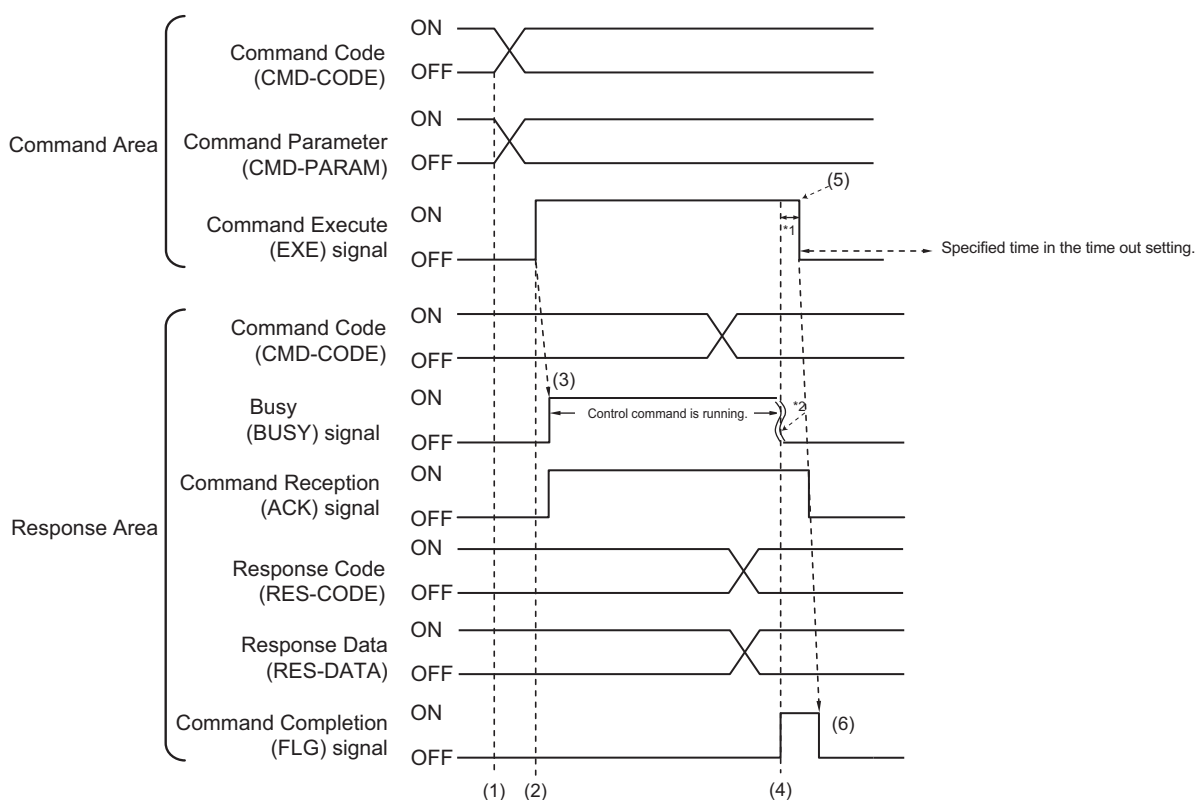 Command Area
Command Code
(CMD-CODE)
ON
OFF
Command Parameter
(CMD-PARAM)
ON
OFF
Command Execute
(EXE) signal
ON
OFF
(5)
*1
Specified time in the time out setting.
Response Area
Command Code
(CMD-CODE)
ON
OFF
Busy
(BUSY) signal
ON
OFF
(3)
Control command is running.
*2
Command Reception
(ACK) signal
ON
OFF
Response Code
(RES-CODE)
ON
OFF
Response Data
(RES-DATA)
ON
OFF
Command Completion
(FLG) signal
ON
OFF
(6)
(1)
(2)
(4)